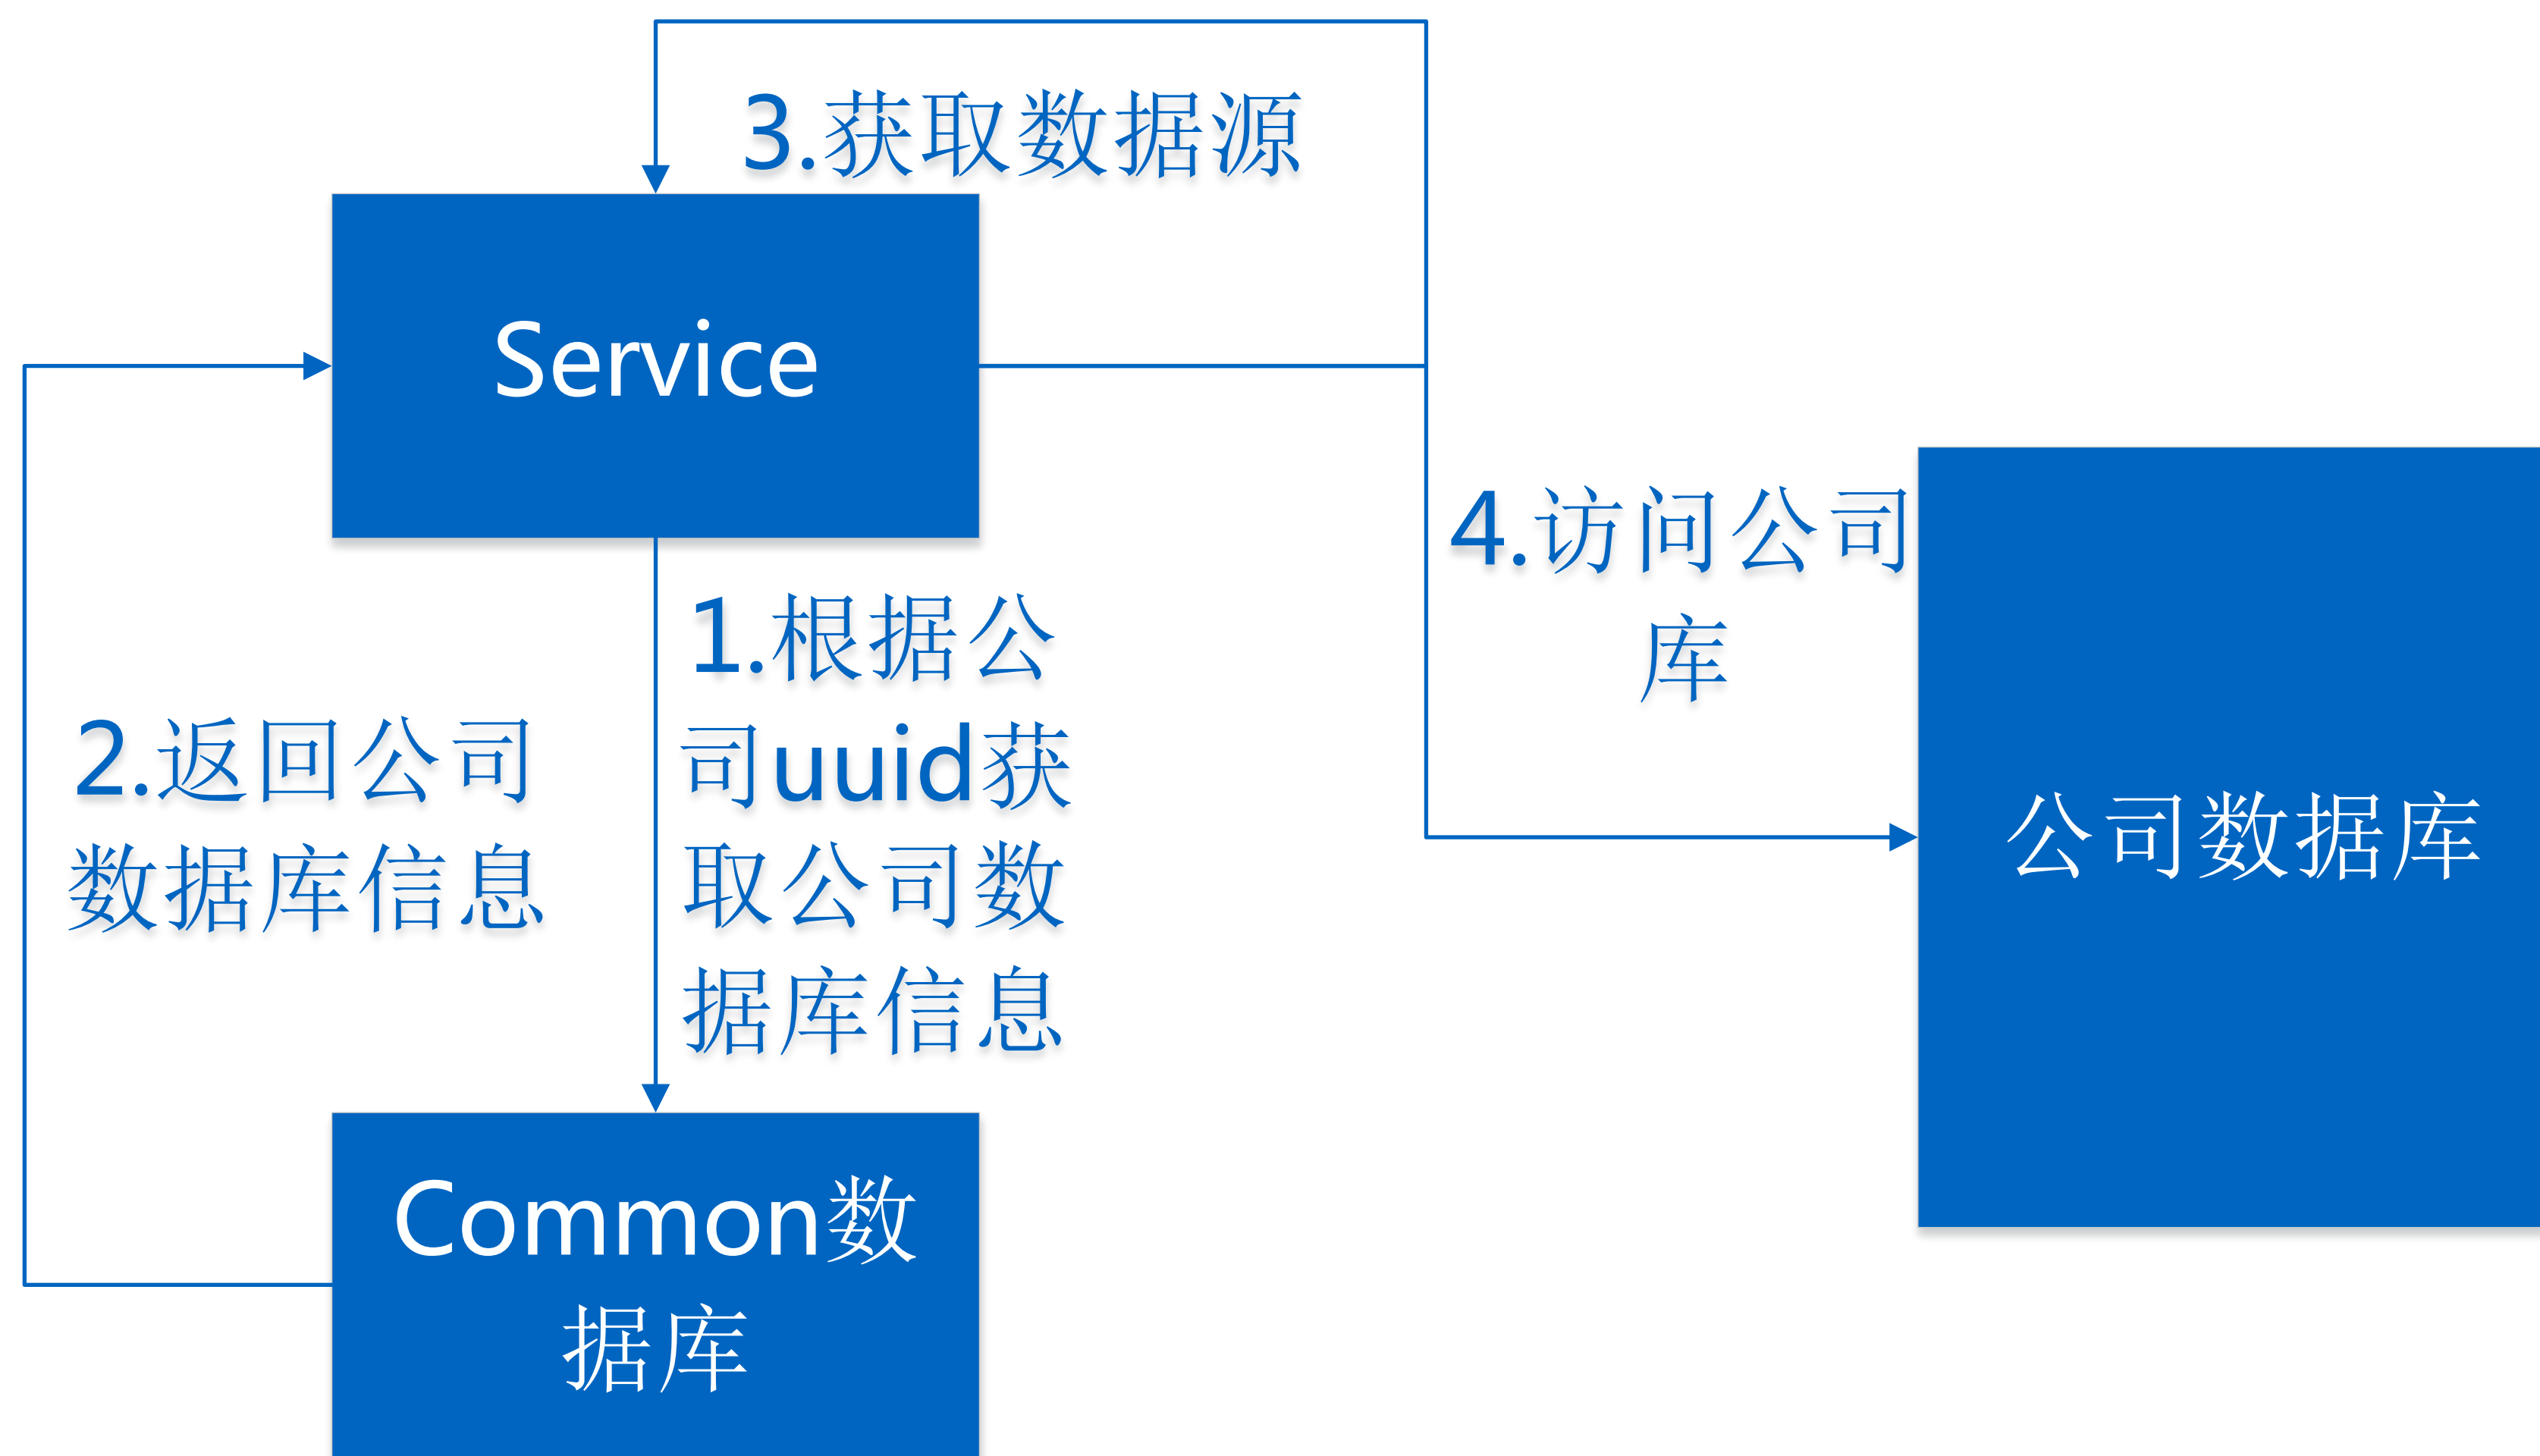 3.获取数据源
Service
4.访问公司
库
1.根据公
司uuid获
取公司数
据库信息
2.返回公司
数据库信息
公司数据库
Common数
据库